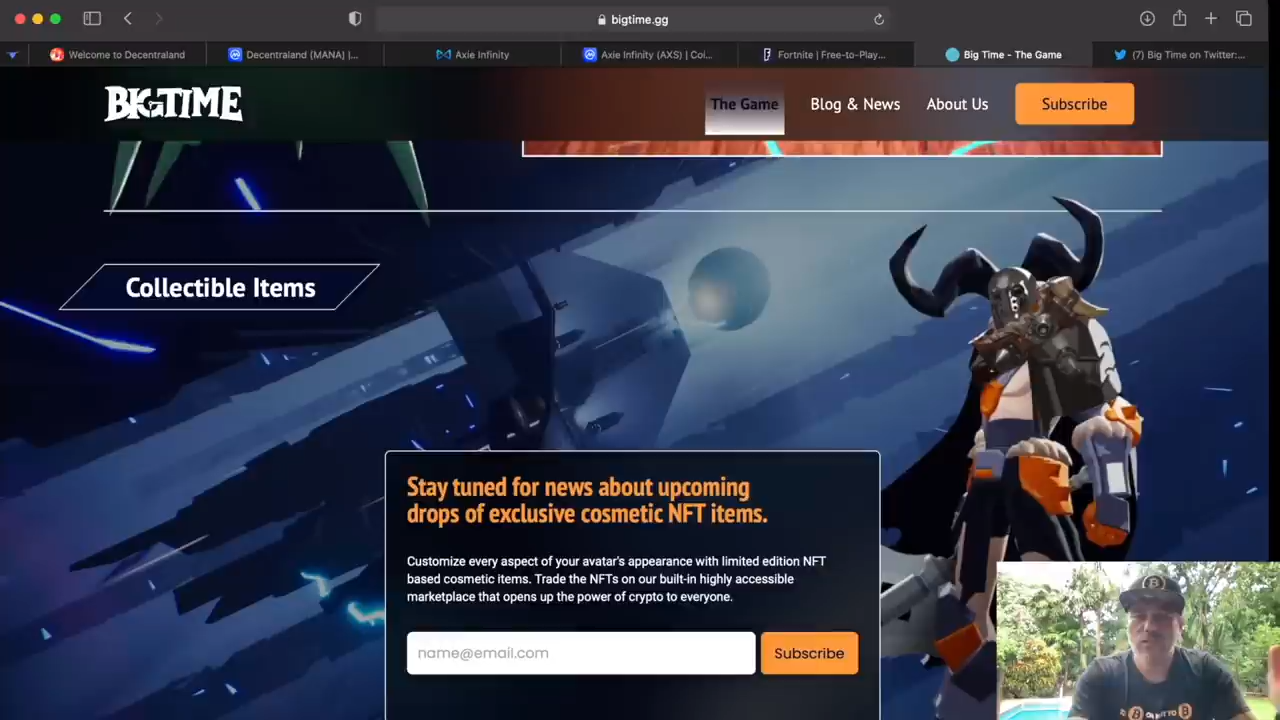 bigtime.gg
Welcome to Decentraland
Decentraland (MANA) |...
Axie Infinity
Axie Infinity (AXS) | Coi...
Fortnite | Free-to-Play...
Big Time - The Game
(7) Big Time on Twitter:...
BIGTIME
The Game
Blog & News
About Us
Subscribe
Collectible Items
Stay tuned for news about upcoming
drops of exclusive cosmetic NFT items.
Customize every aspect of your avatar's appearance with limited edition NFT
based cosmetic items. Trade the NFTs on our built-in highly accessible
marketplace that opens up the power of crypto to everyone.
name@email.com
Subscribe